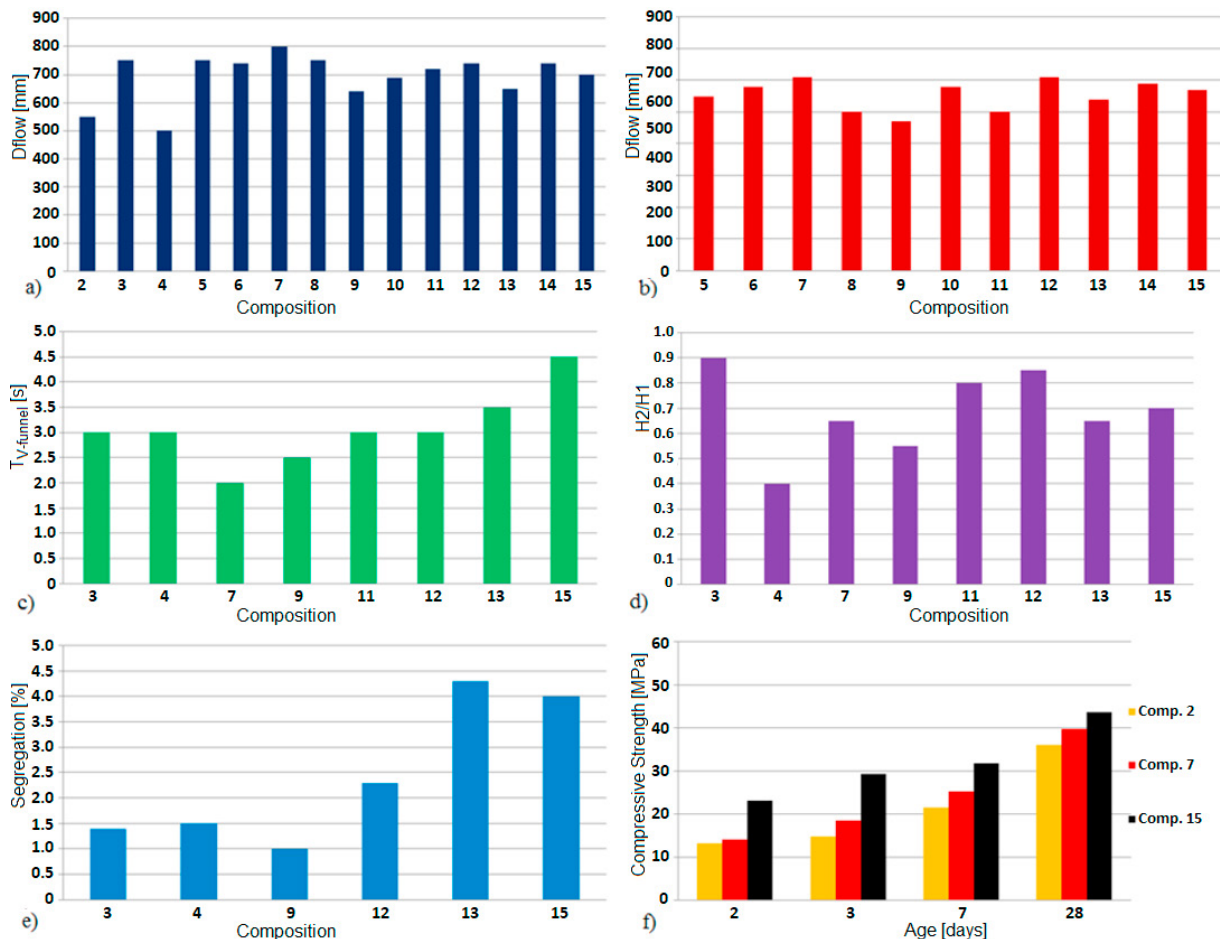 900
800
700
600
500
400
300
200
100
0
Dflow [mm]
2 3 4 5 6 7 8 9 10 11 12 13 14 15
a)
Composition
900
800
700
600
500
400
300
200
100
0
Dflow [mm]
5 6 7 8 9 10 11 12 13 14 15
b)
Composition
5.0
4.5
4.0
3.5
3.0
2.5
2.0
1.5
1.0
0.5
0
TV-funnel [s]
3 4 7 9 11 12 13 15
c)
Composition
1.0
0.9
0.8
0.7
0.6
0.5
0.4
0.3
0.2
0.1
0
H2/H1
3 4 7 9 11 12 13 15
d)
Composition
5.0
4.5
4.0
3.5
3.0
2.5
2.0
1.5
1.0
0.5
0
Segregation [%]
3 4 9 12 13 15
e)
Composition
60
50
40
30
20
10
0
Compressive Strength [MPa]
Comp. 2
Comp. 7
Comp. 15
2 3 7 28
f)
Age [days]